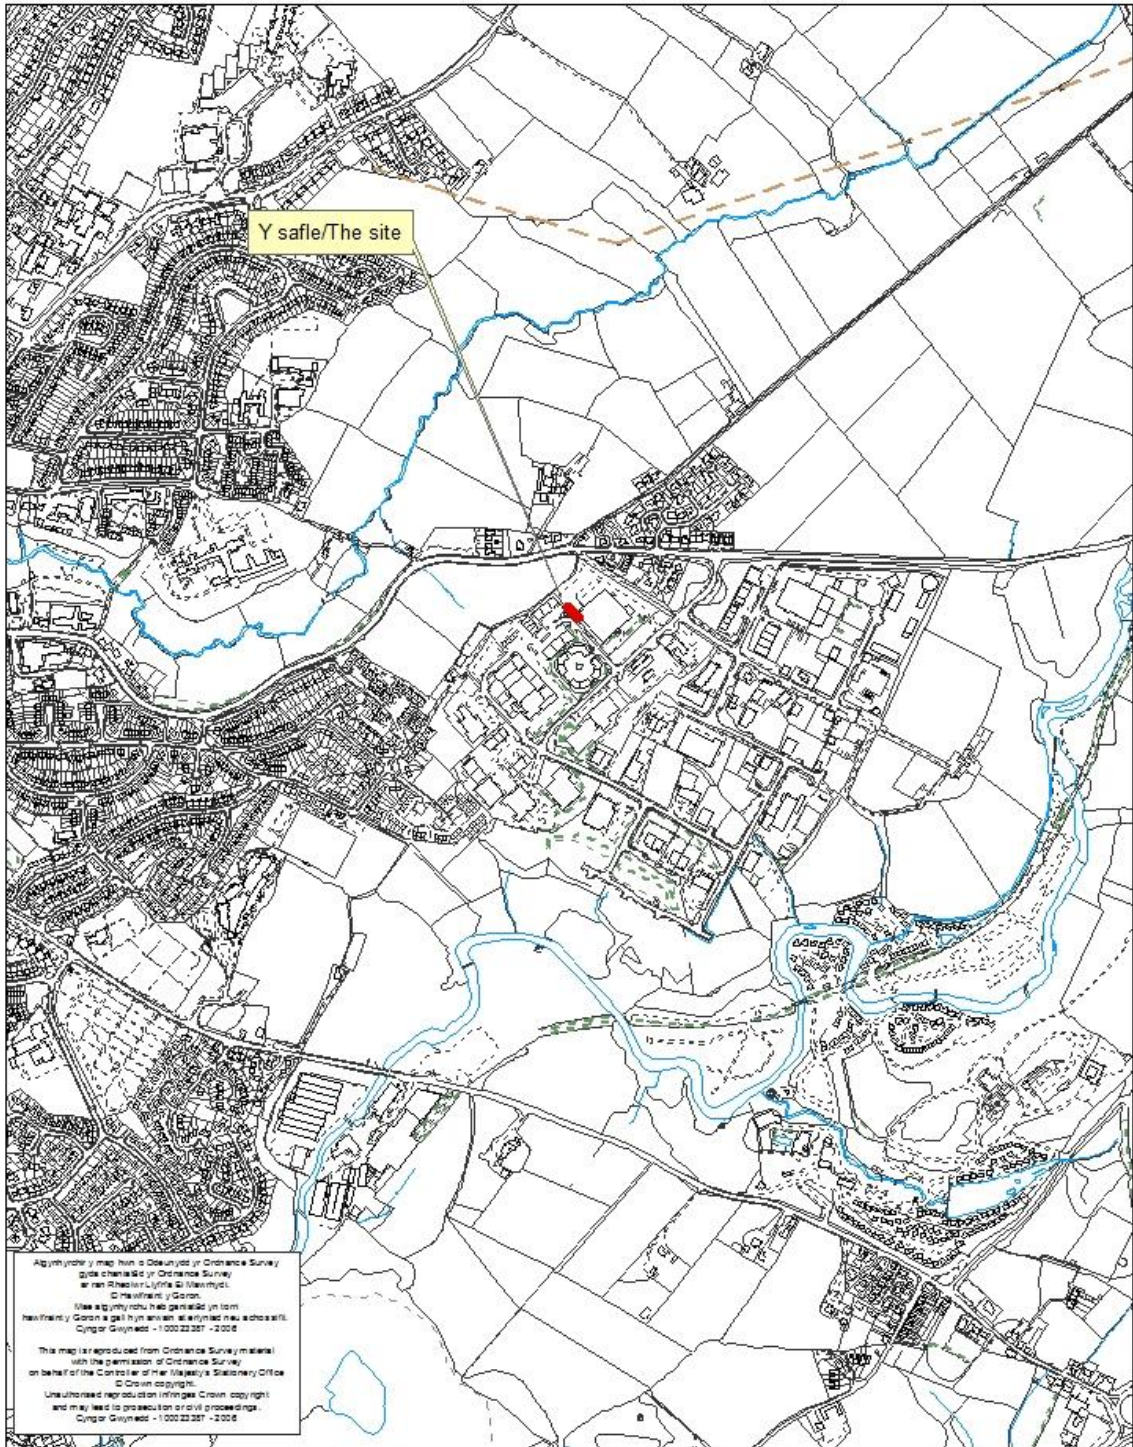 Y safle/The site
Atgynhyrchir y map hwn o Ddeunydd yr Ordnance Survey
gyda chaniatâd yr Ordnance Survey
ar ran Rheolwr Llyfrfa Ei Mawrhydi.
© Hawlfraint y Goron.
Mae atgynhyrchu heb ganiatâd yn torri
hawlfraint y Goron a gall hyn arwain at erlyniad neu achos sifil.
Cyngor Gwynedd - 100023387 - 2008
This map is reproduced from Ordnance Survey material
with the permission of Ordnance Survey
on behalf of the Controller of Her Majesty's Stationery Office
© Crown copyright.
Unauthorised reproduction infringes Crown copyright
and may lead to prosecution or civil proceedings.
Cyngor Gwynedd - 100023387 - 2008